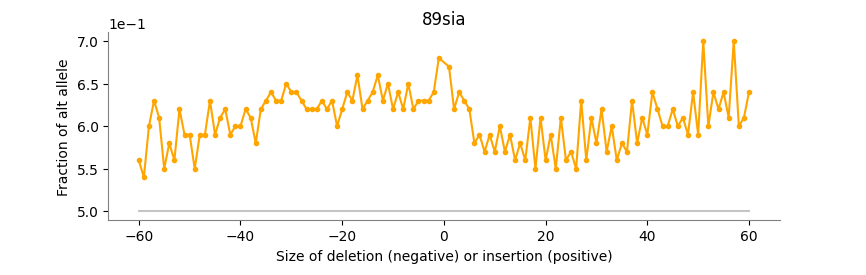 89sia
1e−1
7.0
6.5
6.0
5.5
5.0
Fraction of alt allele
−60 −40 −20 0 20 40 60
Size of deletion (negative) or insertion (positive)